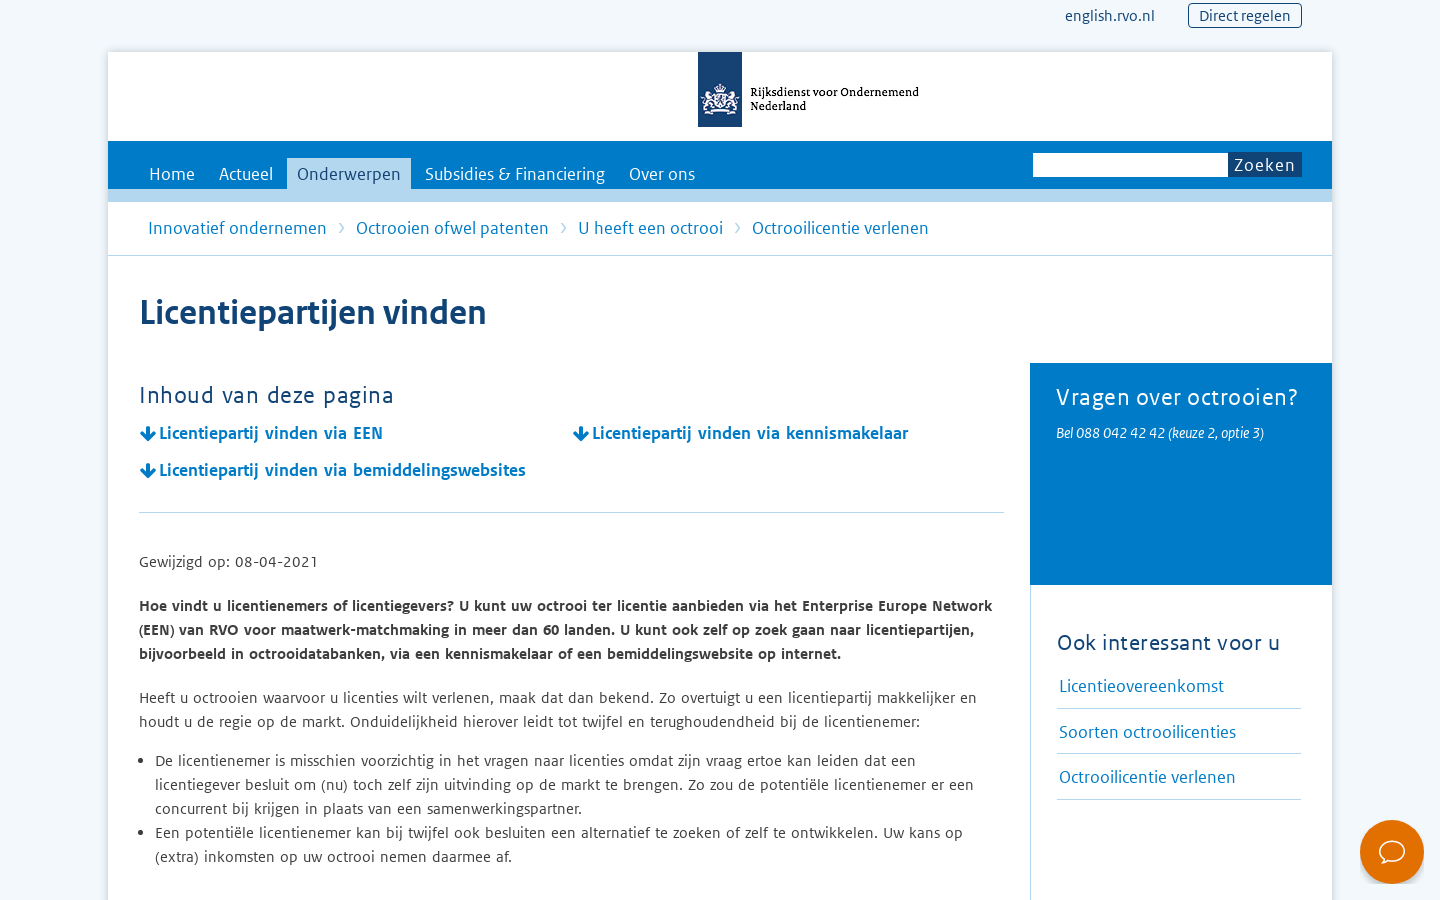 english.rvo.nl
Direct regelen
Rijksdienst voor Ondernemend
Nederland
Home
Actueel
Onderwerpen
Subsidies & Financiering
Over ons
Zoeken
Innovatief ondernemen
Octrooien ofwel patenten
U heeft een octrooi
Octrooilicentie verlenen
Licentiepartijen vinden
Inhoud van deze pagina
Licentiepartij vinden via EEN
Licentiepartij vinden via kennismakelaar
Licentiepartij vinden via bemiddelingswebsites
Gewijzigd op: 08-04-2021
Hoe vindt u licentienemers of licentiegevers? U kunt uw octrooi ter licentie aanbieden via het Enterprise Europe Network
(EEN) van RVO voor maatwerk-matchmaking in meer dan 60 landen. U kunt ook zelf op zoek gaan naar licentiepartijen,
bijvoorbeeld in octrooidatabanken, via een kennismakelaar of een bemiddelingswebsite op internet.
Heeft u octrooien waarvoor u licenties wilt verlenen, maak dat dan bekend. Zo overtuigt u een licentiepartij makkelijker en
houdt u de regie op de markt. Onduidelijkheid hierover leidt tot twijfel en terughoudendheid bij de licentienemer:
De licentienemer is misschien voorzichtig in het vragen naar licenties omdat zijn vraag ertoe kan leiden dat een
licentiegever besluit om (nu) toch zelf zijn uitvinding op de markt te brengen. Zo zou de potentiële licentienemer er een
concurrent bij krijgen in plaats van een samenwerkingspartner.
Een potentiële licentienemer kan bij twijfel ook besluiten een alternatief te zoeken of zelf te ontwikkelen. Uw kans op
(extra) inkomsten op uw octrooi nemen daarmee af.
Vragen over octrooien?
Bel 088 042 42 42 (keuze 2, optie 3)
Ook interessant voor u
Licentieovereenkomst
Soorten octrooilicenties
Octrooilicentie verlenen